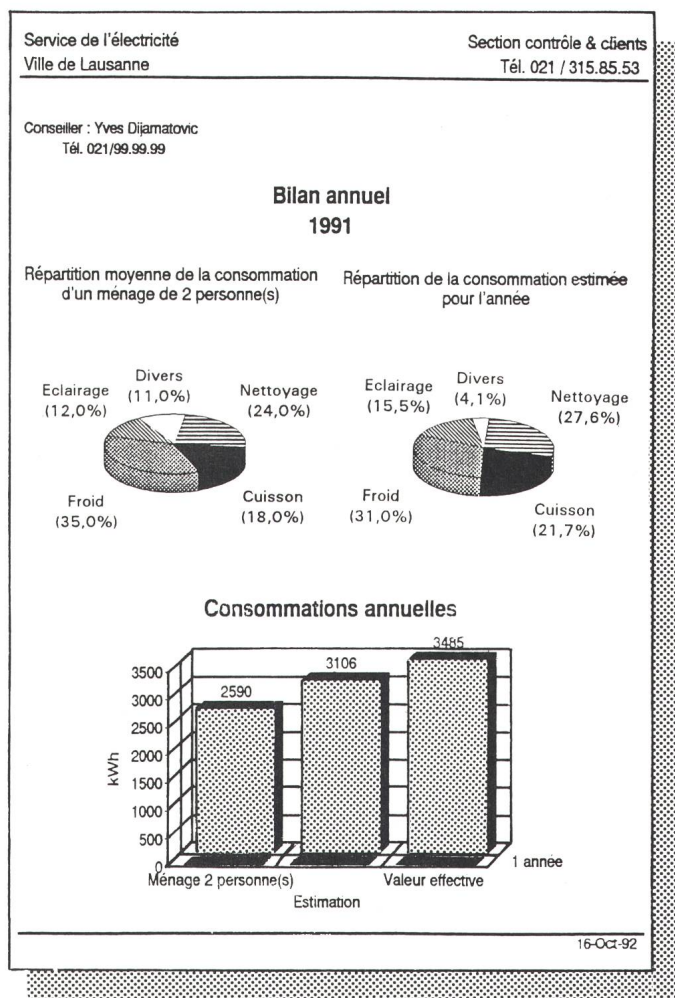 Service de l'électricité
Ville de Lausanne
Section contrôle & clients
Tél. 021 / 315.85.53
Conseiller : Yves Dijamatovic
Tél. 021/99.99.99
Bilan annuel
1991
Répartition moyenne de la consommation
d'un ménage de 2 personne(s)
Répartition de la consommation estimée
pour l'année
Eclairage
(12,0%)
Divers
(11,0%)
Nettoyage
(24,0%)
Froid
(35,0%)
Cuisson
(18,0%)
Eclairage
(15,5%)
Divers
(4,1%)
Nettoyage
(27,6%)
Froid
(31,0%)
Cuisson
(21,7%)
Consommations annuelles
kWh
3500
3000
2500
2000
1500
1000
500
0
2590
3106
3485
1 année
Ménage 2 personne(s)
Estimation
Valeur effective
16-Oct-92